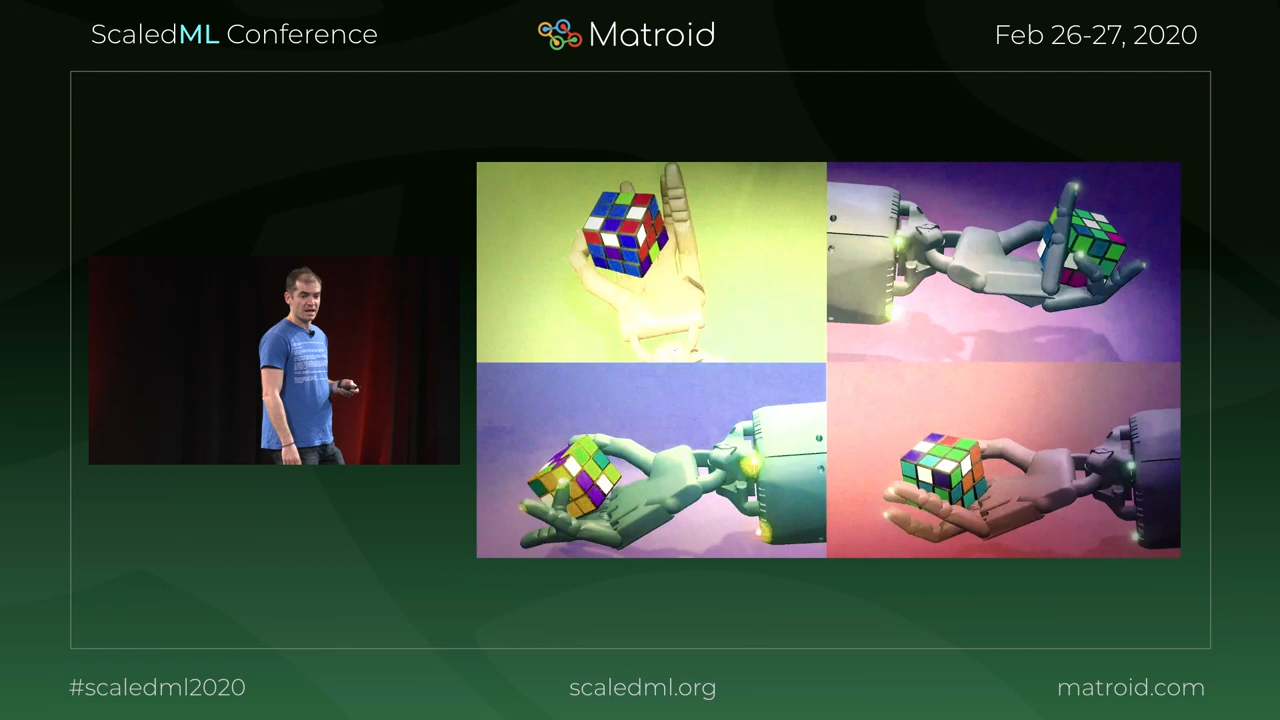 ScaledML Conference
Matroid
Feb 26-27, 2020
#scaledml2020
scaledml.org
matroid.com